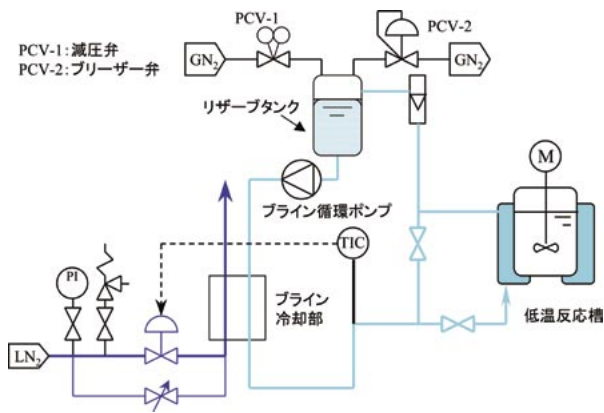 PCV-1
PCV-2
PCV-1：減圧弁
PCV-2：ブリーザー弁
GN₂
GN₂
リザーブタンク
M
ブライン循環ポンプ
TIC
PI
ブライン
冷却部
低温反応槽
LN₂